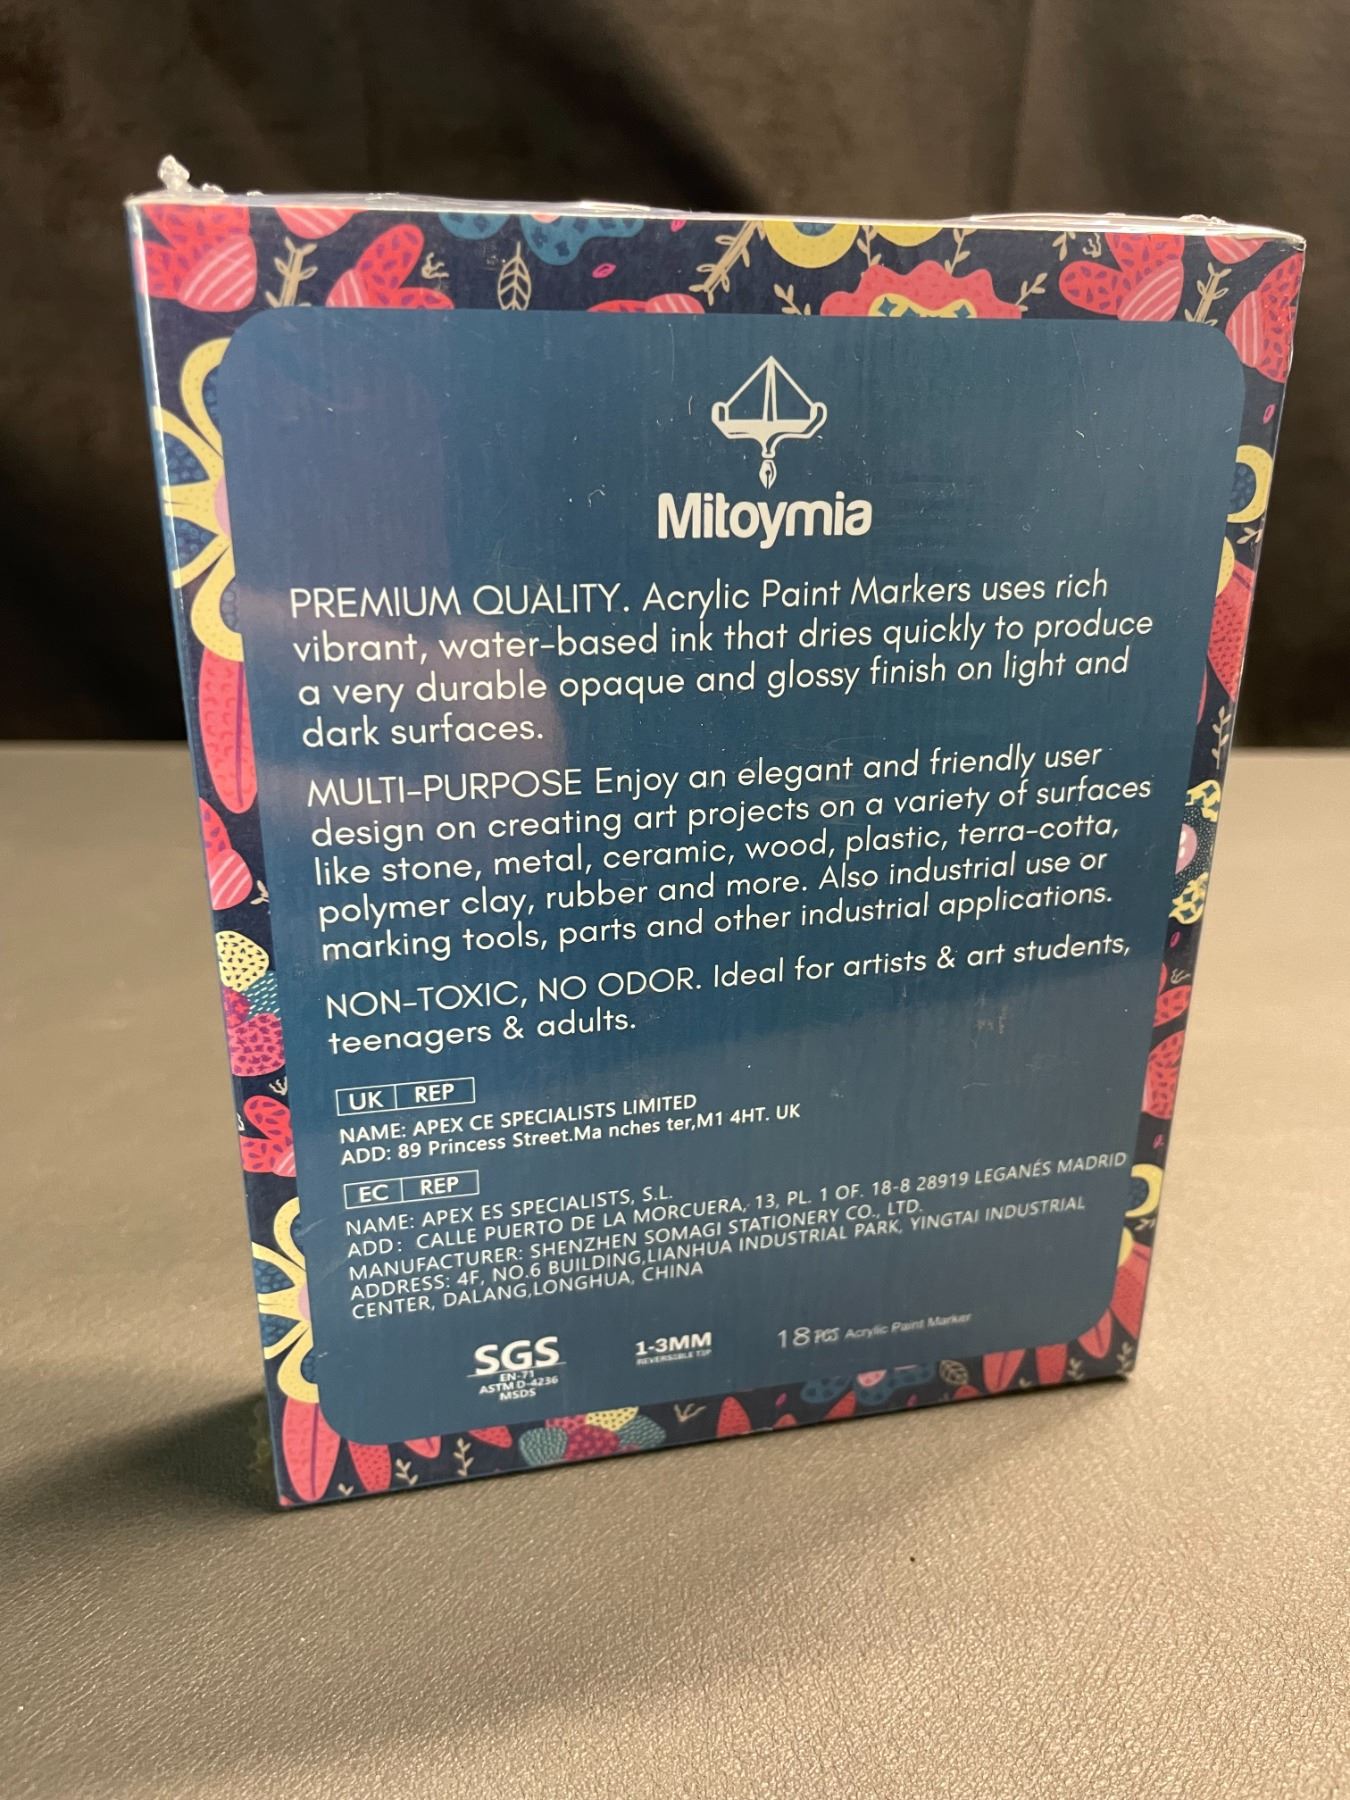 Mitoymia
PREMIUM QUALITY. Acrylic Paint Markers uses rich
vibrant, water-based ink that dries quickly to produce
a very durable opaque and glossy finish on light and
dark surfaces.
MULTI-PURPOSE Enjoy an elegant and friendly user
design on creating art projects on a variety of surfaces
like stone, metal, ceramic, wood, plastic, terra-cotta,
polymer clay, rubber and more. Also industrial use or
marking tools, parts and other industrial applications.
NON-TOXIC, NO ODOR. Ideal for artists & art students,
teenagers & adults.
UK REP
NAME: APEX CE SPECIALISTS LIMITED
ADD: 89 Princess Street.Ma nches ter,M1 4HT. UK
EC REP
NAME: APEX ES SPECIALISTS, S.L.
ADD: CALLE PUERTO DE LA MORCUERA, 13, PL. 1 OF. 18-8 28919 LEGANÉS MADRID
MANUFACTURER: SHENZHEN SOMAGI STATIONERY CO., LTD.
ADDRESS: 4F, NO.6 BUILDING,LIANHUA INDUSTRIAL PARK, YINGTAI INDUSTRIAL
CENTER, DALANG,LONGHUA, CHINA
SGS
EN-71
ASTM D-4236
MSDS
1-3MM
REVERSIBLE TIP
18 PCS Acrylic Paint Marker